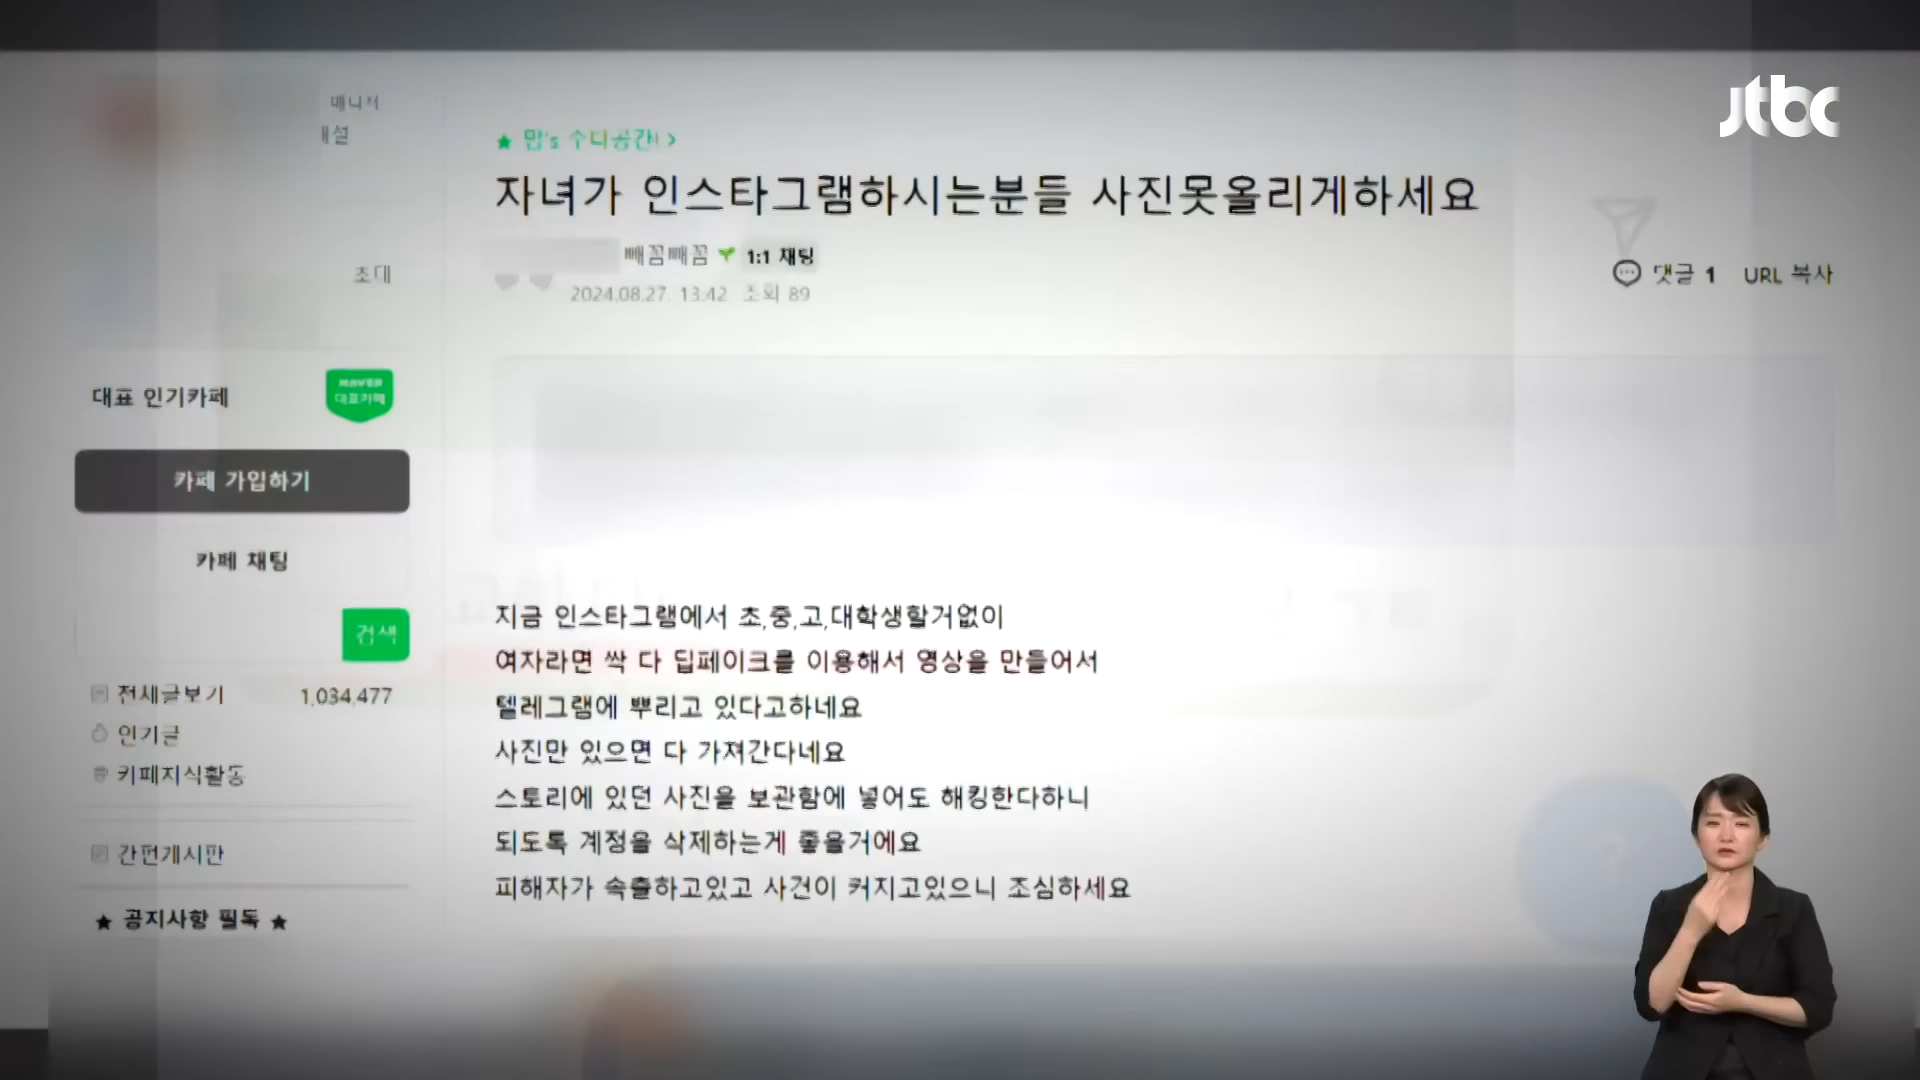 jtbc
매니저
개설
★ 맘's 수다공간! >
자녀가 인스타그램하시는분들 사진못올리게하세요
빼꼼빼꼼 1:1 채팅
2024.08.27. 13:42 조회 89
댓글 1 URL 복사
초대
대표 인기카페
NAVER
대표카페
카페 가입하기
카페 채팅
검색
전체글보기 1,034,477
인기글
카페지식활동
간편게시판
★ 공지사항 필독 ★
지금 인스타그램에서 초,중,고,대학생할거없이
여자라면 싹 다 딥페이크를 이용해서 영상을 만들어서
텔레그램에 뿌리고 있다고하네요
사진만 있으면 다 가져간다네요
스토리에 있던 사진을 보관함에 넣어도 해킹한다하니
되도록 계정을 삭제하는게 좋을거에요
피해자가 속출하고있고 사건이 커지고있으니 조심하세요